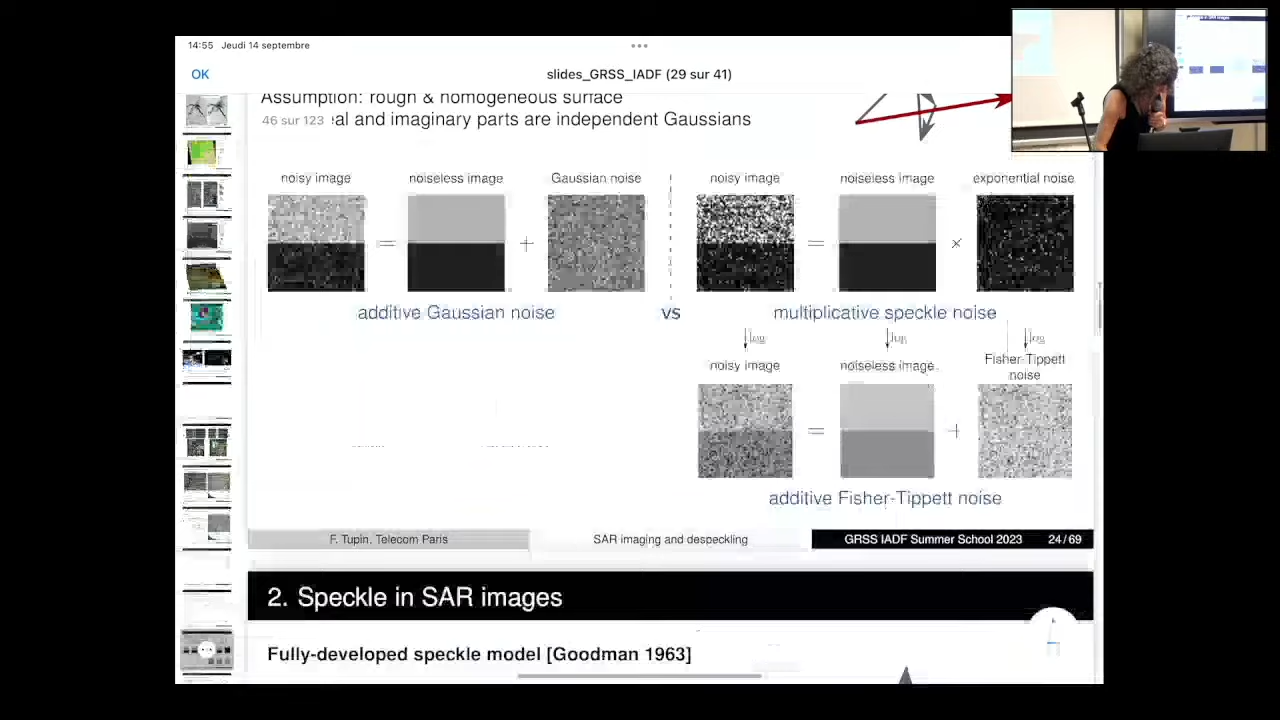 14:55 Jeudi 14 septembre
OK
slides_GRSS_IADF (29 sur 41)
Assumption: rough & homogeneous surface
46 sur 123
al and imaginary parts are independent Gaussians
noisy image noiseless image Gaussian noise noisy image noiseless image exponential noise
= + = ×
additive Gaussian noise vs multiplicative speckle noise
noisy image noiseless image Fisher-Tippett
noise
= +
additive Fisher-Tippett noise
F. Tupin, Telecom Paris SAR imaging and despeckling GRSS IADF Summer School 2023 24/69
2. Speckle in SAR images
Fully-developed speckle model [Goodman 1963]